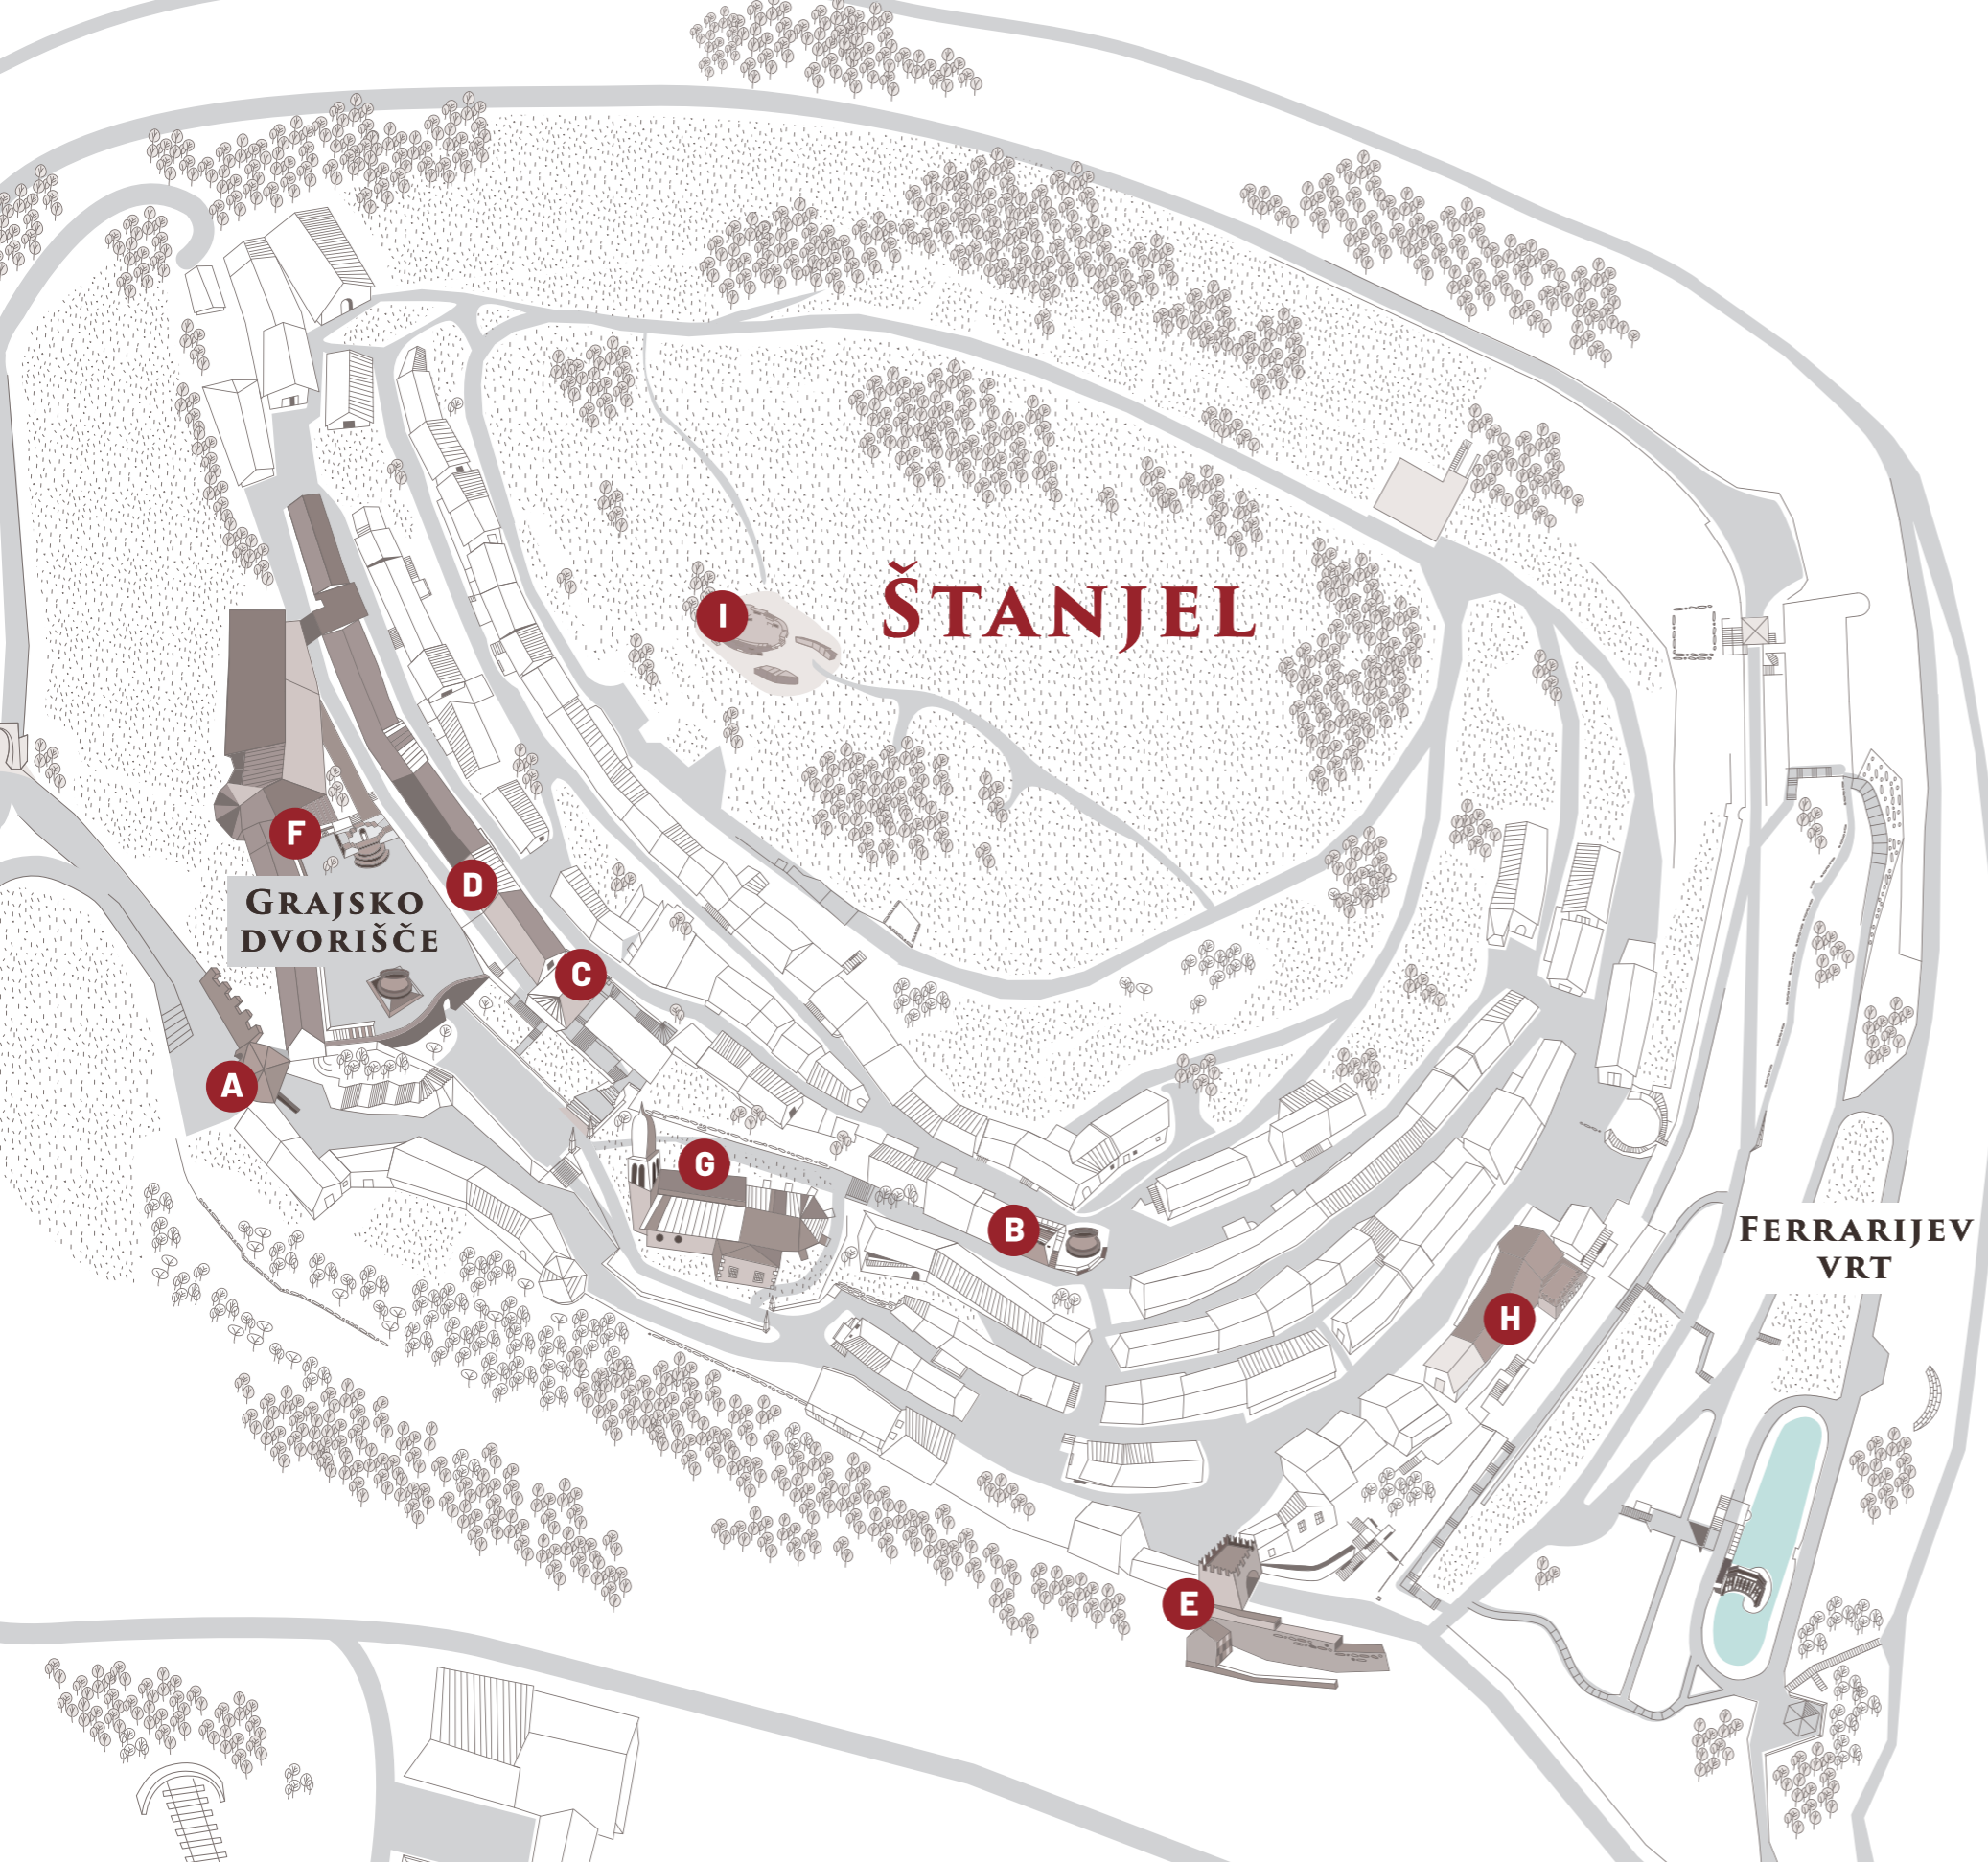 I
ŠTANJEL
F
D
GRAJSKO
DVORIŠČE
C
A
G
B
FERRARIJEV
VRT
H
E